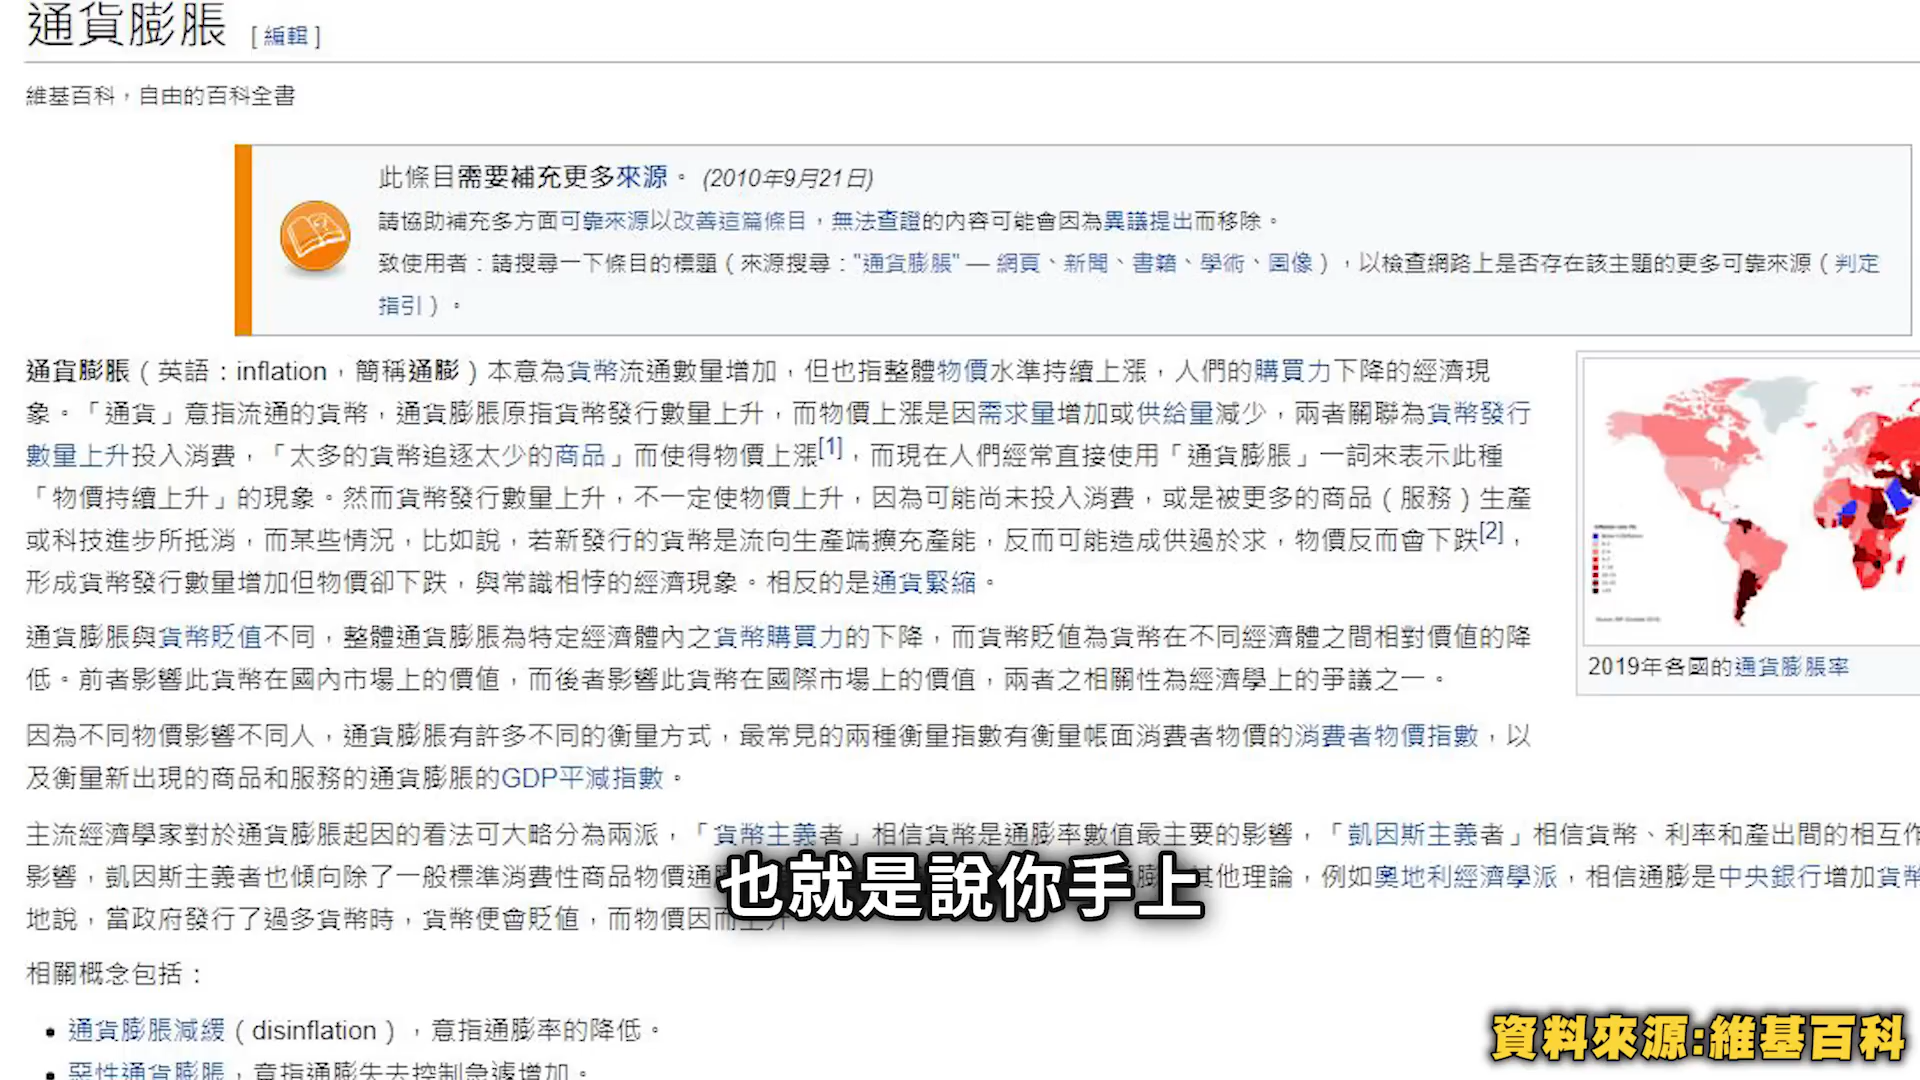 通貨膨脹 [ 編輯 ]
維基百科,自由的百科全書
此條目需要補充更多來源。 (2010年9月21日)
請協助補充多方面可靠來源以改善這篇條目,無法查證的內容可能會因為異議提出而移除。
致使用者:請搜尋一下條目的標題(來源搜尋:"通貨膨脹" — 網頁、新聞、書籍、學術、圖像),以檢查網路上是否存在該主題的更多可靠來源(判定
指引)。
通貨膨脹(英語:inflation,簡稱通膨)本意為貨幣流通數量增加,但也指整體物價水準持續上漲,人們的購買力下降的經濟現
象。「通貨」意指流通的貨幣,通貨膨脹原指貨幣發行數量上升,而物價上漲是因需求量增加或供給量減少,兩者關聯為貨幣發行
數量上升投入消費,「太多的貨幣追逐太少的商品」而使得物價上漲[1],而現在人們經常直接使用「通貨膨脹」一詞來表示此種
「物價持續上升」的現象。然而貨幣發行數量上升,不一定使物價上升,因為可能尚未投入消費,或是被更多的商品(服務)生產
或科技進步所抵消,而某些情況,比如說,若新發行的貨幣是流向生產端擴充產能,反而可能造成供過於求,物價反而會下跌[2],
形成貨幣發行數量增加但物價卻下跌,與常識相悖的經濟現象。相反的是通貨緊縮。
2019年各國的通貨膨脹率
通貨膨脹與貨幣貶值不同,整體通貨膨脹為特定經濟體內之貨幣購買力的下降,而貨幣貶值為貨幣在不同經濟體之間相對價值的降
低。前者影響此貨幣在國內市場上的價值,而後者影響此貨幣在國際市場上的價值,兩者之相關性為經濟學上的爭議之一。
因為不同物價影響不同人,通貨膨脹有許多不同的衡量方式,最常見的兩種衡量指數有衡量帳面消費者物價的消費者物價指數,以
及衡量新出現的商品和服務的通貨膨脹的GDP平減指數。
主流經濟學家對於通貨膨脹起因的看法可大略分為兩派,「貨幣主義者」相信貨幣是通膨率數值最主要的影響,「凱因斯主義者」相信貨幣、利率和產出間的相互作
影響,凱因斯主義者也傾向除了一般標準消費性商品物價通 其他理論,例如奧地利經濟學派,相信通膨是中央銀行增加貨幣
地說,當政府發行了過多貨幣時,貨幣便會貶值,而物價因而上升
也就是說你手上
相關概念包括:
• 通貨膨脹減緩(disinflation),意指通膨率的降低。
• 惡性通貨膨脹,意指通膨失去控制急遽增加。
資料來源:維基百科